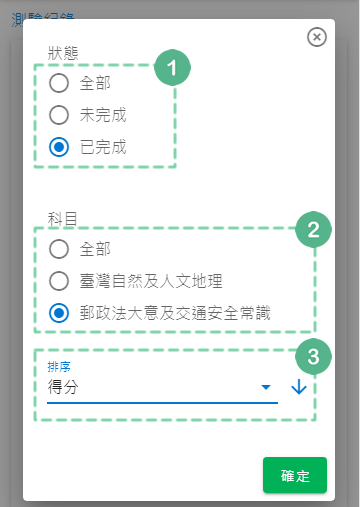 測驗紀錄
狀態
1
全部
未完成
已完成
科目
2
全部
臺灣自然及人文地理
郵政法大意及交通安全常識
3
排序
得分
確定